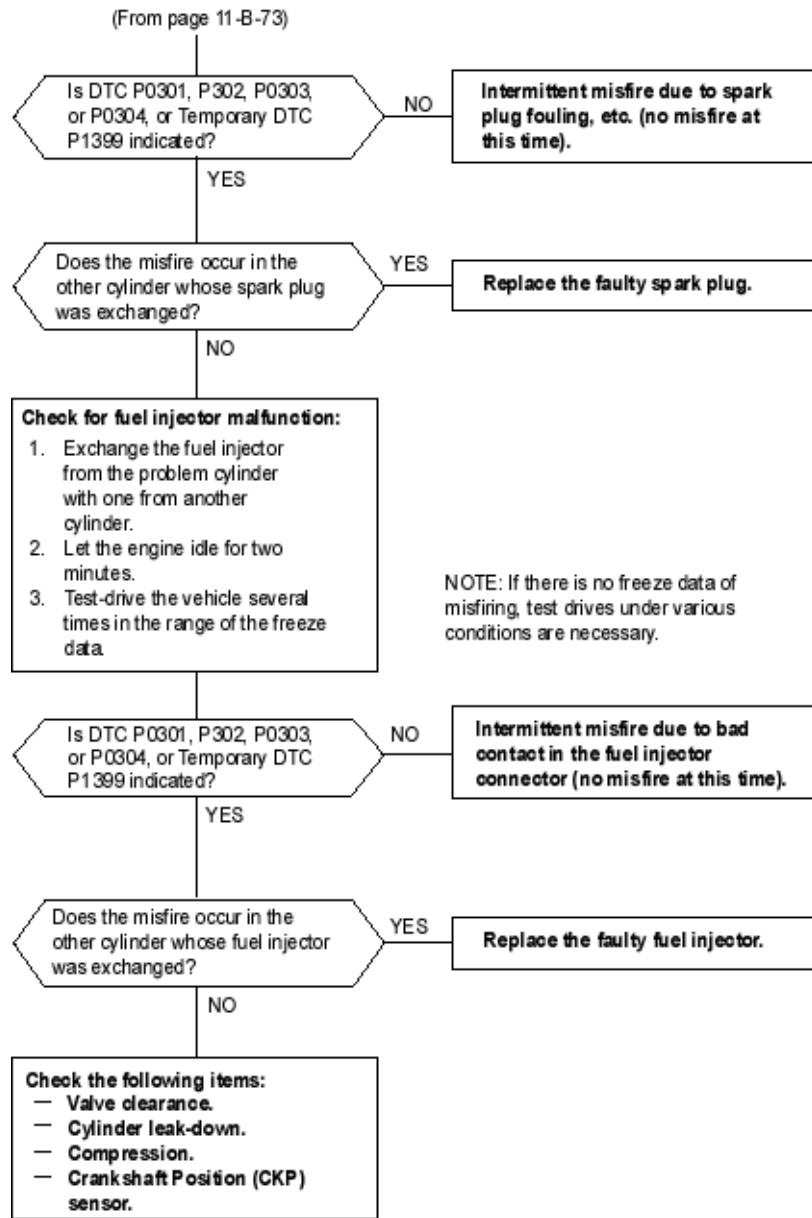 (From page 11-B-73)
Is DTC P0301, P302, P0303,
or P0304, or Temporary DTC
P1399 indicated?
NO
Intermittent misfire due to spark
plug fouling, etc. (no misfire at
this time).
YES
Does the misfire occur in the
other cylinder whose spark plug
was exchanged?
YES
Replace the faulty spark plug.
NO
Check for fuel injector malfunction:
1. Exchange the fuel injector
from the problem cylinder
with one from another
cylinder.
2. Let the engine idle for two
minutes.
3. Test-drive the vehicle several
times in the range of the freeze
data.
NOTE: If there is no freeze data of
misfiring, test drives under various
conditions are necessary.
Is DTC P0301, P302, P0303,
or P0304, or Temporary DTC
P1399 indicated?
NO
Intermittent misfire due to bad
contact in the fuel injector
connector (no misfire at this time).
YES
Does the misfire occur in the
other cylinder whose fuel injector
was exchanged?
YES
Replace the faulty fuel injector.
NO
Check the following items:
— Valve clearance.
— Cylinder leak-down.
— Compression.
— Crankshaft Position (CKP)
sensor.